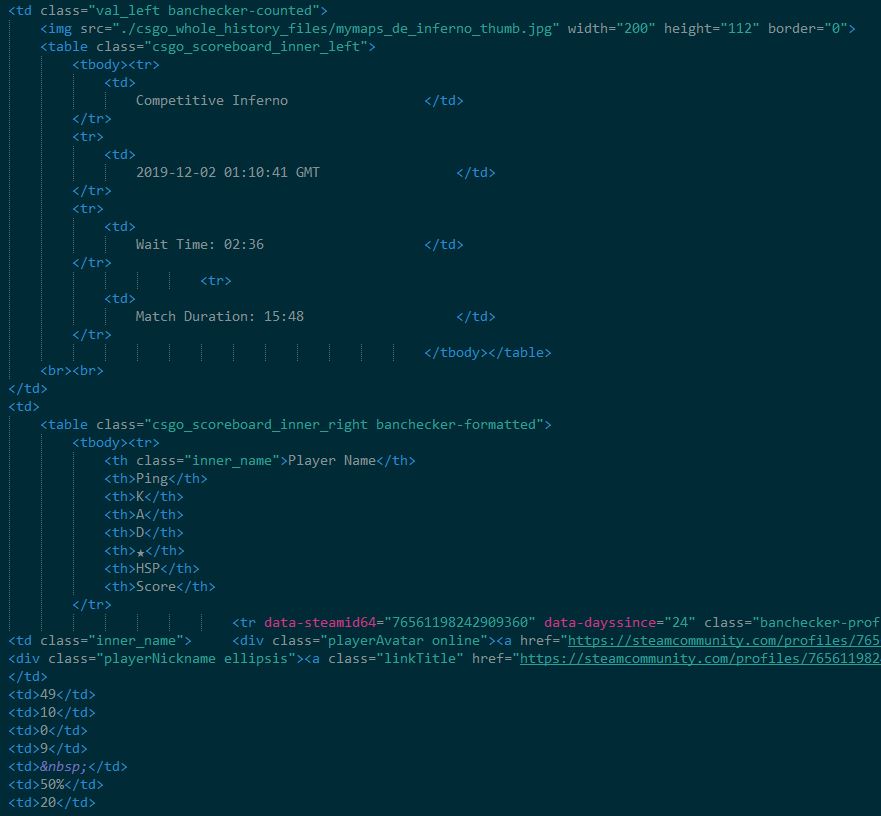 <td class="val_left banchecker-counted">
<img src="./csgo_whole_history_files/mymaps_de_inferno_thumb.jpg" width="200" height="112" border="0">
<table class="csgo_scoreboard_inner_left">
<tbody><tr>
<td>
Competitive Inferno </td>
</tr>
<tr>
<td>
2019-12-02 01:10:41 GMT </td>
</tr>
<tr>
<td>
Wait Time: 02:36 </td>
</tr>
<tr>
<td>
Match Duration: 15:48 </td>
</tr>
</tbody></table>
<br><br>
</td>
<td>
<table class="csgo_scoreboard_inner_right banchecker-formatted">
<tbody><tr>
<th class="inner_name">Player Name</th>
<th>Ping</th>
<th>K</th>
<th>A</th>
<th>D</th>
<th>★</th>
<th>HSP</th>
<th>Score</th>
</tr>
<tr data-steamid64="76561198242909360" data-dayssince="24" class="banchecker-prof
<td class="inner_name"> <div class="playerAvatar online"><a href="https://steamcommunity.com/profiles/765
<div class="playerNickname ellipsis"><a class="linkTitle" href="https://steamcommunity.com/profiles/765611982
</td>
<td>49</td>
<td>10</td>
<td>0</td>
<td>9</td>
<td>&nbsp;</td>
<td>50%</td>
<td>20</td>